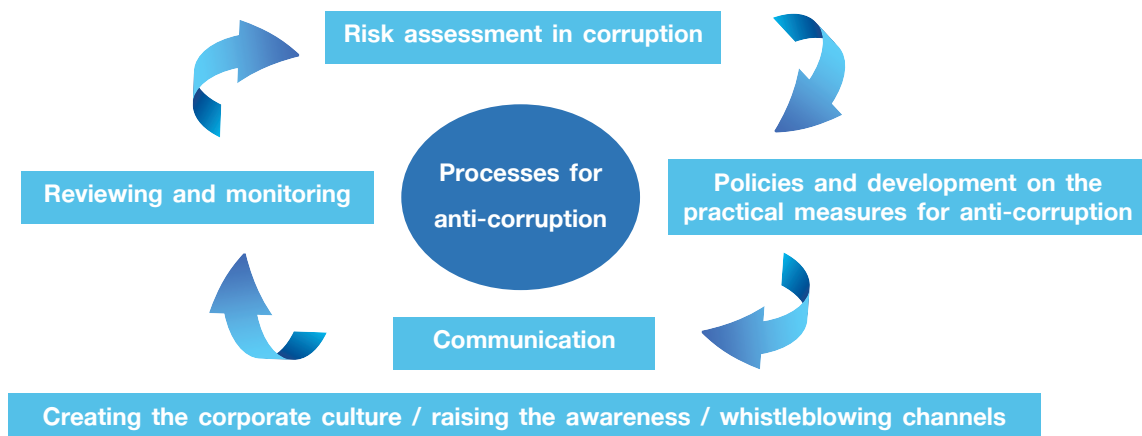 Risk assessment in corruption
Processes for
anti-corruption
Reviewing and monitoring
Policies and development on the
practical measures for anti-corruption
Communication
Creating the corporate culture / raising the awareness / whistleblowing channels